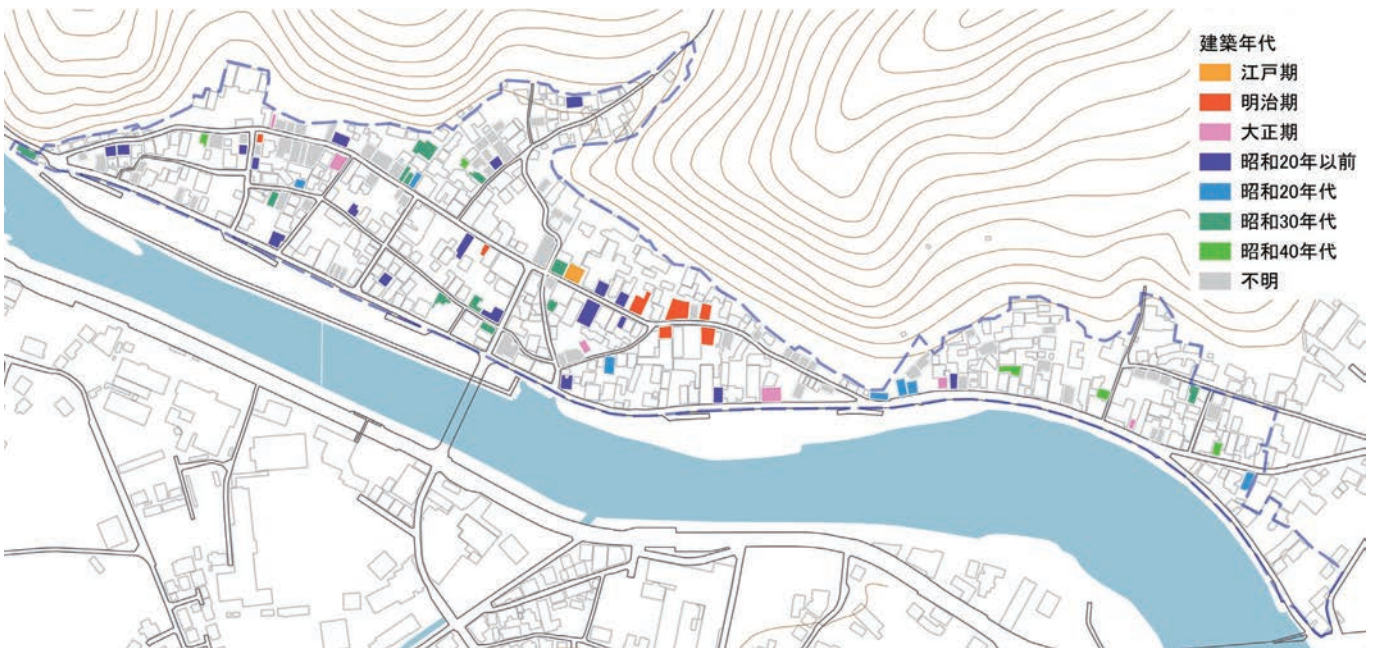 建築年代
江戸期
明治期
大正期
昭和20年以前
昭和20年代
昭和30年代
昭和40年代
不明